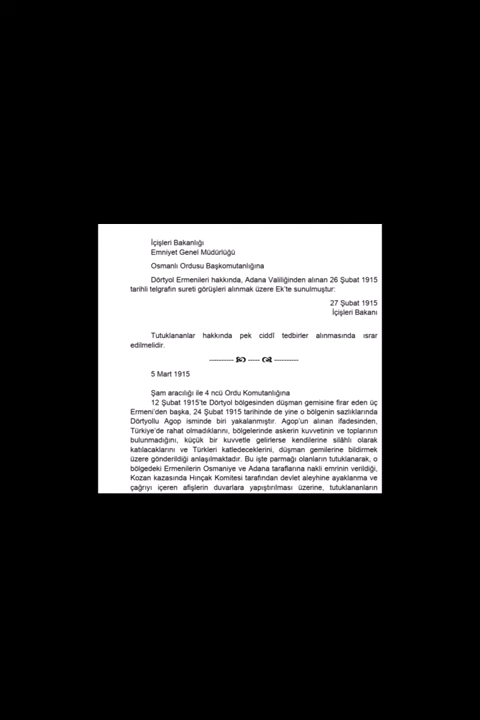 İçişleri Bakanlığı
Emniyet Genel Müdürlüğü
Osmanlı Ordusu Başkomutanlığına
Dörtyol Ermenileri hakkında, Adana Valiliğinden alınan 26 Şubat 1915
tarihli telgrafın sureti görüşleri alınmak üzere Ek'te sunulmuştur:
27 Şubat 1915
İçişleri Bakanı
Tutuklananlar hakkında pek ciddî tedbirler alınmasında ısrar
edilmelidir.
5 Mart 1915
Şam aracılığı ile 4 ncü Ordu Komutanlığına
12 Şubat 1915'te Dörtyol bölgesinden düşman gemisine firar eden üç
Ermeni'den başka, 24 Şubat 1915 tarihinde de yine o bölgenin sazlıklarında
Dörtyollu Agop isminde biri yakalanmıştır. Agop'un alınan ifadesinden,
Türkiye'de rahat olmadıklarını, bölgelerinde askerin kuvvetinin ve toplarının
bulunmadığını, küçük bir kuvvetle gelirlerse kendilerine silâhlı olarak
katılacaklarını ve Türkleri katledeceklerini, düşman gemilerine bildirmek
üzere gönderildiği anlaşılmaktadır. Bu işte parmağı olanların tutuklanarak, o
bölgedeki Ermenilerin Osmaniye ve Adana taraflarına nakli emrinin verildiği,
Kozan kazasında Hınçak Komitesi tarafından devlet aleyhine ayaklanma ve
çağrıyı içeren afişlerin duvarlara yapıştırılması üzerine, tutuklananların